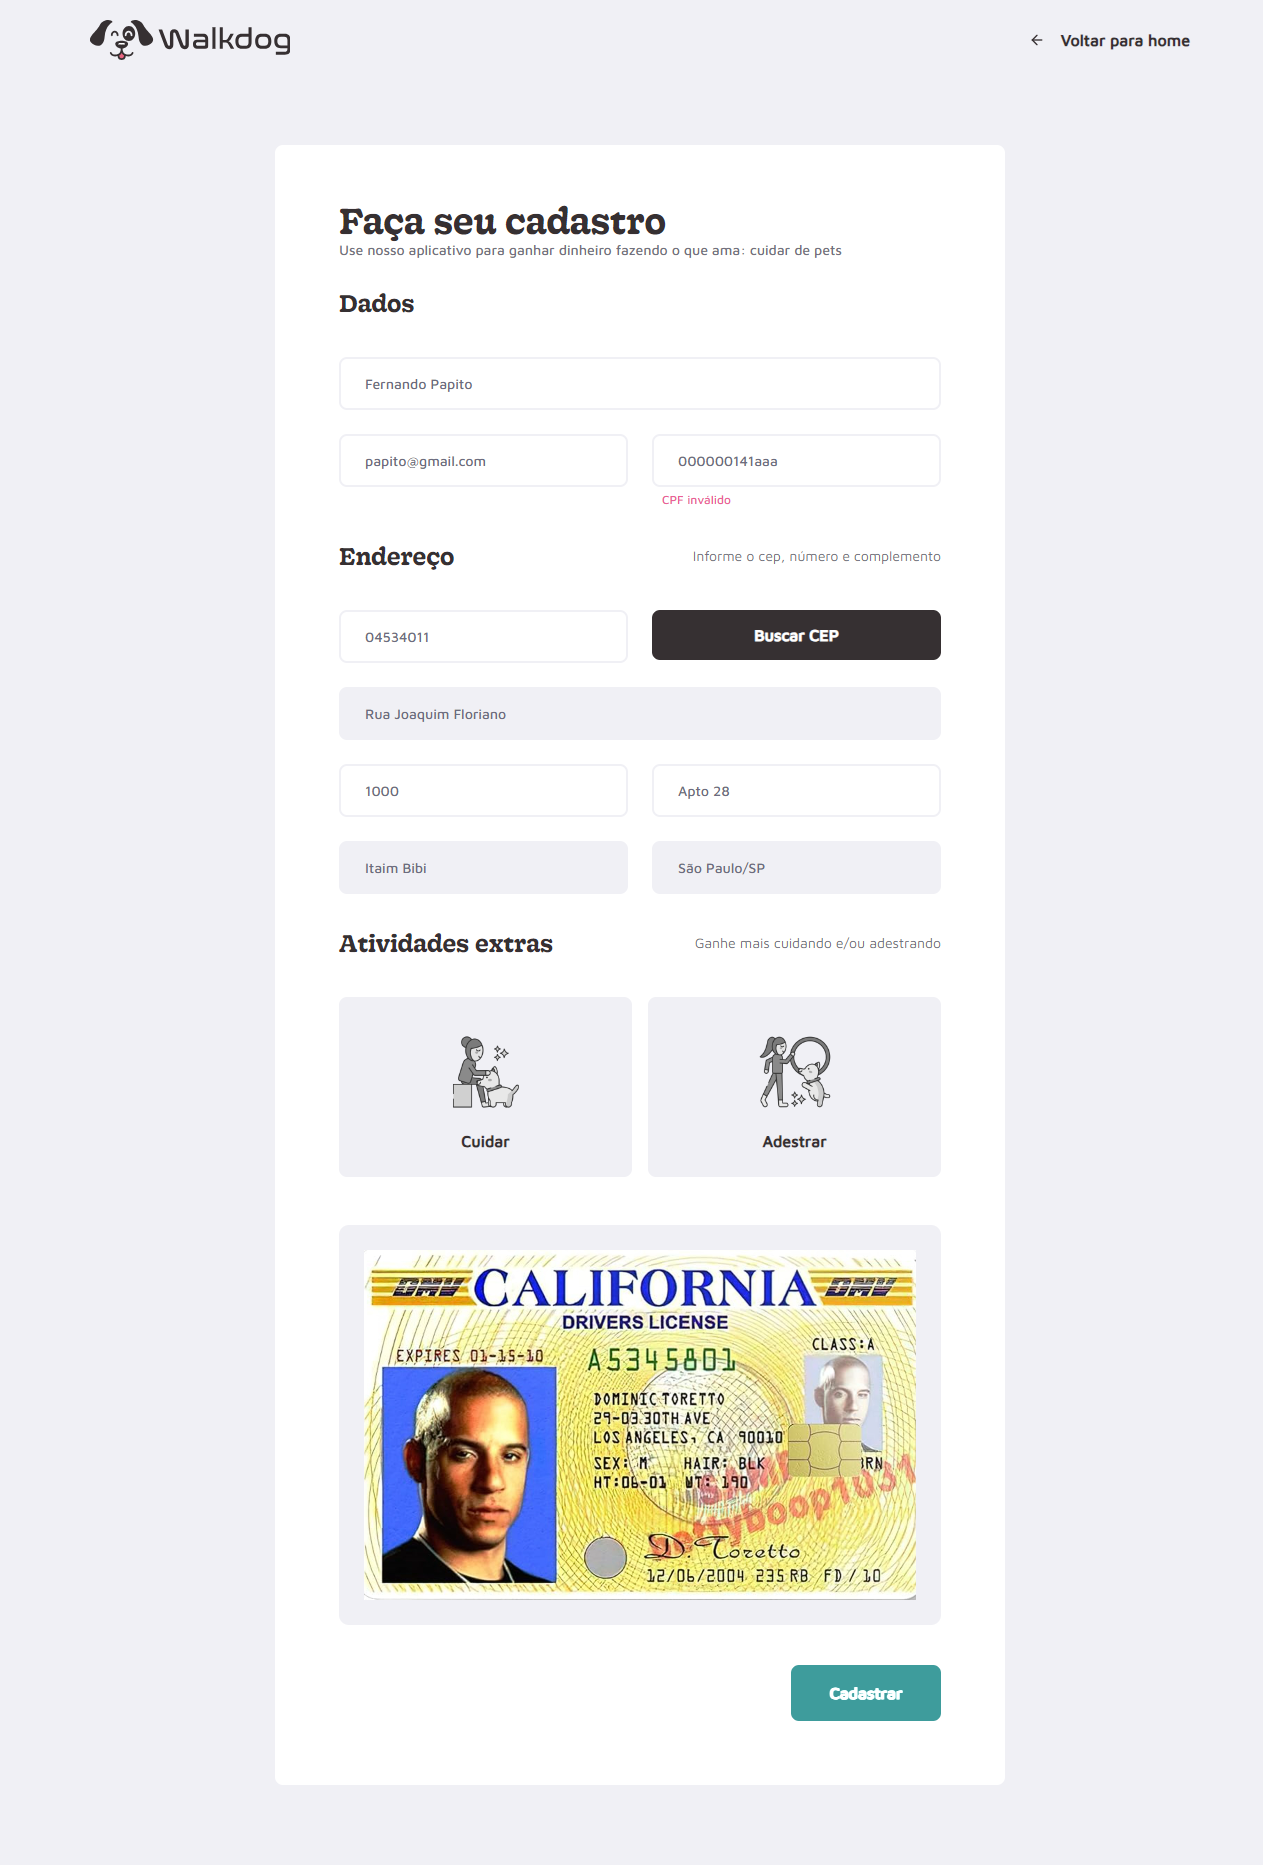 Walkdog
Voltar para home
Faça seu cadastro
Use nosso aplicativo para ganhar dinheiro fazendo o que ama: cuidar de pets
Dados
Fernando Papito
papito@gmail.com
000000141aaa
CPF inválido
Endereço
Informe o cep, número e complemento
04534011
Buscar CEP
Rua Joaquim Floriano
1000
Apto 28
Itaim Bibi
São Paulo/SP
Atividades extras
Ganhe mais cuidando e/ou adestrando
Cuidar
Adestrar
DMV CALIFORNIA DMV
DRIVERS LICENSE
CLASS:A
EXPIRES 01-15-10
A5345801
DOMINIC TORETTO
29-03.30TH AVE
LOS ANGELES, CA 90010
SEX: M HAIR: BLK BRN
HT:06-01 WT: 190
D. Toretto
12/06/2004 235 RB FD / 10
Cadastrar